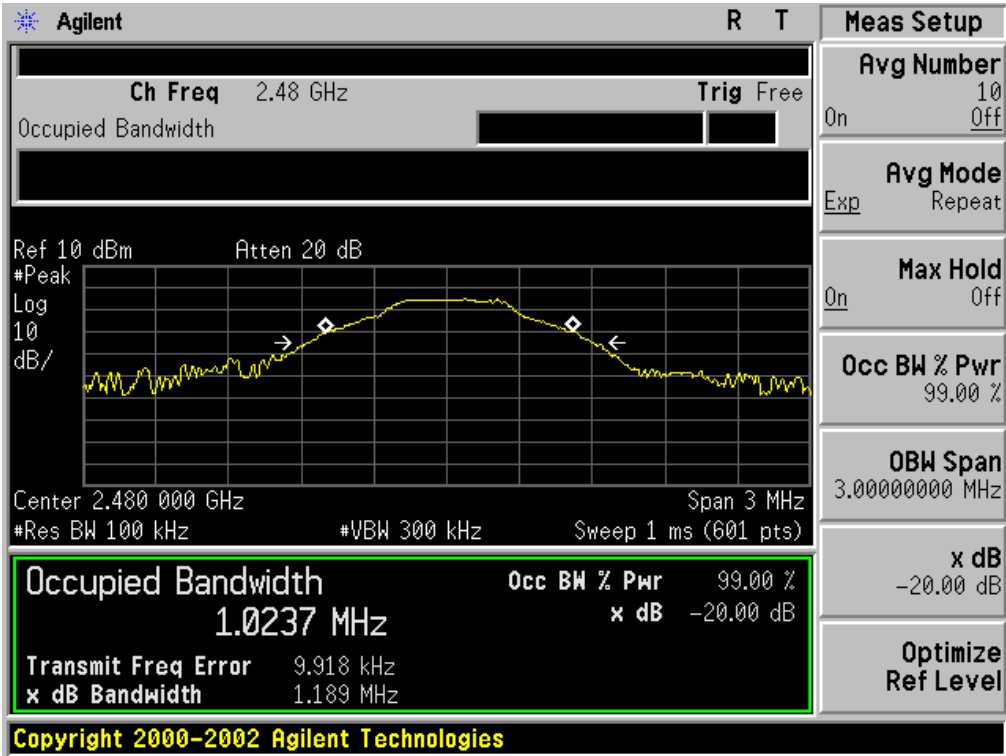 Agilent R T
Ch Freq 2.48 GHz Trig Free
Occupied Bandwidth
Ref 10 dBm Atten 20 dB
#Peak
Log
10
dB/
Center 2.480 000 GHz Span 3 MHz
#Res BW 100 kHz #VBW 300 kHz Sweep 1 ms (601 pts)
Occupied Bandwidth Occ BW % Pwr 99.00 %
1.0237 MHz x dB -20.00 dB
Transmit Freq Error 9.918 kHz
x dB Bandwidth 1.189 MHz
Copyright 2000-2002 Agilent Technologies
Meas Setup
Avg Number
10
On Off
Avg Mode
Exp Repeat
Max Hold
On Off
Occ BW % Pwr
99.00 %
OBW Span
3.00000000 MHz
x dB
-20.00 dB
Optimize
Ref Level